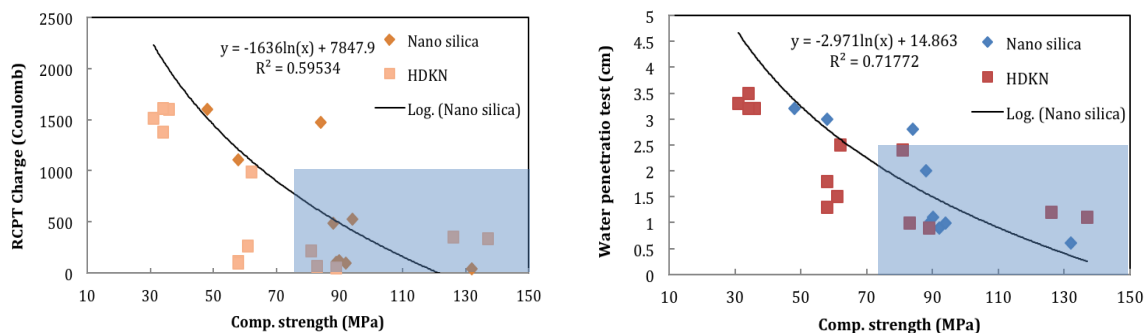 2500
2000
1500
1000
500
0
10 30 50 70 90 110 130 150
RCPT Charge (Coulomb)
Comp. strength (MPa)
y = -1636ln(x) + 7847.9
R² = 0.59534
Nano silica
HDKN
Log. (Nano silica)
5
4.5
4
3.5
3
2.5
2
1.5
1
0.5
0
10 30 50 70 90 110 130 150
Water penetratio test (cm)
Comp. strength (MPa)
y = -2.971ln(x) + 14.863
R² = 0.71772
Nano silica
HDKN
Log. (Nano silica)